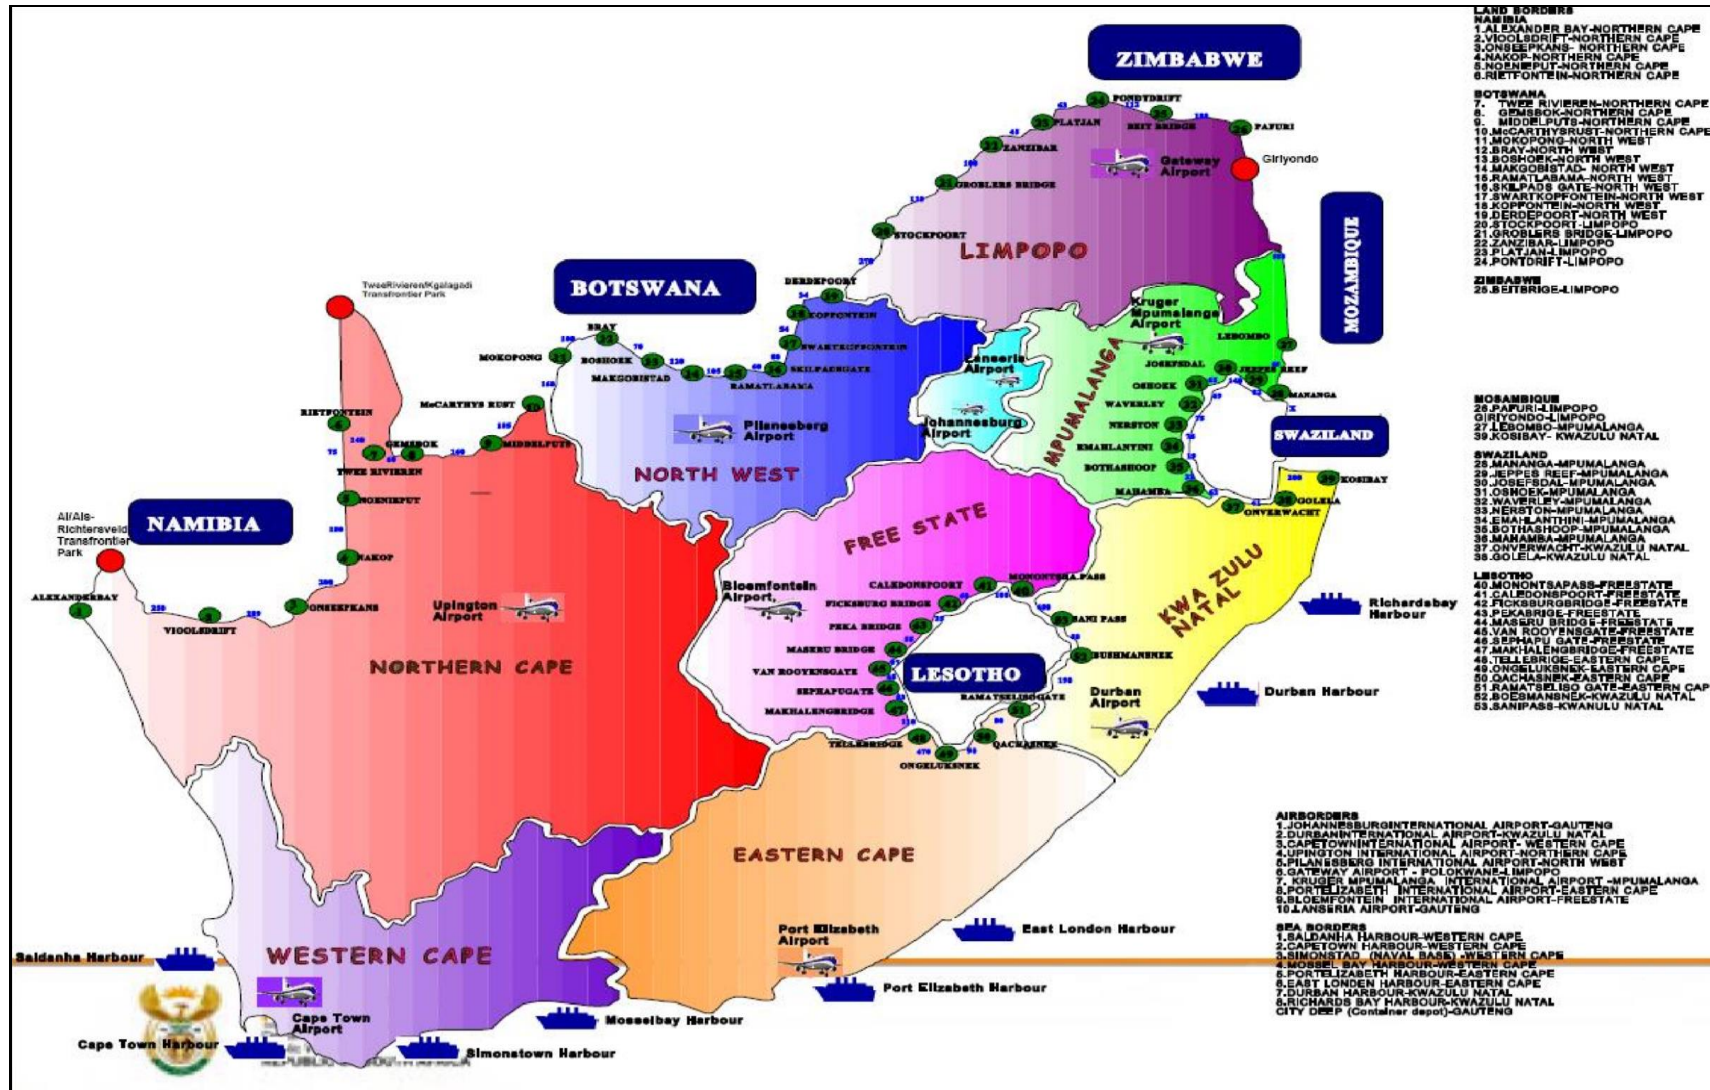 LAND BORDERS
NAMIBIA
1.ALEXANDER BAY-NORTHERN CAPE
2.VIOOLSDRIFT-NORTHERN CAPE
3.ONSEEPKANS- NORTHERN CAPE
4.NAKOP-NORTHERN CAPE
5.NOENIEPUT-NORTHERN CAPE
6.RIETFONTEIN-NORTHERN CAPE
BOTSWANA
7. TWEE RIVIEREN-NORTHERN CAPE
8. GEMSBOK-NORTHERN CAPE
9. MIDDELPUTS-NORTHERN CAPE
10.McCARTHYSRUST-NORTHERN CAPE
11.MOKOPONG-NORTH WEST
12.BRAY-NORTH WEST
13.BOSHOEK-NORTH WEST
14.MAKGOBISTAD- NORTH WEST
15.RAMATLABAMA-NORTH WEST
16.SKILPADS GATE-NORTH WEST
17.SWARTKOPFONTEIN-NORTH WEST
18.KOPFONTEIN-NORTH WEST
19.DERDEPOORT-NORTH WEST
20.STOCKPOORT-LIMPOPO
21.GROBLERS BRIDGE-LIMPOPO
22.ZANZIBAR-LIMPOPO
23.PLATJAN-LIMPOPO
24.PONTDRIFT-LIMPOPO
ZIMBABWE
25.BEITBRIGE-LIMPOPO
MOSAMBIQUE
26.PAFURI-LIMPOPO
GIRIYONDO-LIMPOPO
27.LEBOMBO-MPUMALANGA
39.KOSIBAY- KWAZULU NATAL
SWAZILAND
28.MANANGA-MPUMALANGA
29.JEPPES REEF-MPUMALANGA
30.JOSEFSDAL-MPUMALANGA
31.OSHOEK-MPUMALANGA
32.WAVERLEY-MPUMALANGA
33.NERSTON-MPUMALANGA
34.EMAHLANTHINI-MPUMALANGA
35.BOTHASHOOP-MPUMALANGA
36.MAHAMBA-MPUMALANGA
37.ONVERWACHT-KWAZULU NATAL
38.GOLELA-KWAZULU NATAL
LESOTHO
40.MONONTSAPASS-FREESTATE
41.CALEDONSPOORT-FREESTATE
42.FICKSBURGBRIDGE-FREESTATE
43.PEKABRIGE-FREESTATE
44.MASERU BRIDGE-FREESTATE
45.VAN ROOYENSGATE-FREESTATE
46.SEPHAPU GATE-FREESTATE
47.MAKHALENGBRIDGE-FREESTATE
48.TELLEBRIGE-EASTERN CAPE
49.ONGELUKSNEK-EASTERN CAPE
50.QACHASNEK-EASTERN CAPE
51.RAMATSELISO GATE-EASTERN CAP
52.BOESMANSNEK-KWAZULU NATAL
53.SANIPASS-KWANULU NATAL
AIRBORDERS
1.JOHANNESBURGINTERNATIONAL AIRPORT-GAUTENG
2.DURBANINTERNATIONAL AIRPORT-KWAZULU NATAL
3.CAPETOWNINTERNATIONAL AIRPORT- WESTERN CAPE
4.UPINGTON INTERNATIONAL AIRPORT-NORTHERN CAPE
5.PILANESBERG INTERNATIONAL AIRPORT-NORTH WEST
6.GATEWAY AIRPORT - POLOKWANE-LIMPOPO
7. KRUGER MPUMALANGA INTERNATIONAL AIRPORT -MPUMALANGA
8.PORTELIZABETH INTERNATIONAL AIRPORT-EASTERN CAPE
9.BLOEMFONTEIN INTERNATIONAL AIRPORT-FREESTATE
10.LANSERIA AIRPORT-GAUTENG
SEA BORDERS
1.SALDANHA HARBOUR-WESTERN CAPE
2.CAPETOWN HARBOUR-WESTERN CAPE
3.SIMONSTAD (NAVAL BASE) -WESTERN CAPE
4.MOSSEL BAY HARBOUR-WESTERN CAPE
5.PORTELIZABETH HARBOUR-EASTERN CAPE
6.EAST LONDEN HARBOUR-EASTERN CAPE
7.DURBAN HARBOUR-KWAZULU NATAL
8.RICHARDS BAY HARBOUR-KWAZULU NATAL
CITY DEEP (Container depot)-GAUTENG
ZIMBABWE
BOTSWANA
MOZAMBIQUE
NAMIBIA
SWAZILAND
LESOTHO
PONDYDRIFT
PLATJAN
BEIT BRIDGE
PAFURI
ZANZIBAR
Giriyondo
Gateway
Airport
GROBLERS BRIDGE
STOCKPOORT
LIMPOPO
DERDEPOORT
KOPFONTEIN
SWARTKOPFONTEIN
SKILPADSGATE
RAMATLABAMA
MAKGOBISTAD
BOSHOEK
BRAY
MOKOPONG
McCARTHYS RUST
MIDDELPUTS
GEMSBOK
TWEE RIVIEREN
RIETFONTEIN
TweeRivieren/Kgalagadi
Transfrontier Park
NOENIEPUT
NAKOP
ONSEEPKANS
VIOOLSDRIFT
ALEXANDERBAY
Ai/Ais-
Richtersveld
Transfrontier
Park
Kruger
Mpumalanga
Airport
LEBOMBO
JOSEFSDAL
JEPPES REEF
MANANGA
OSHOKK
WAVERLEY
NERSTON
EMAHLANTINI
BOTHASHOOP
MAHAMBA
MPUMALANGA
Lanseria
Airport
Johannesburg
Airport
Pilanesberg
Airport
NORTH WEST
KOSIBAY
GOLELA
ONVERWACHT
FREE STATE
KWA ZULU
NATAL
Bloemfontein
Airport,
CALEDONSPOORT
MONONTSHA PASS
FICKSBURG BRIDGE
PEKA BRIDGE
MASERU BRIDGE
VAN ROOYENSGATE
SEPHAPUGATE
MAKHALENGBRIDGE
TELLEBRIDGE
ONGELUKSNEK
QACHASNEK
RAMATSELISOGATE
BUSHMANSNEK
SANI PASS
Upington
Airport
NORTHERN CAPE
Durban
Airport
Richardsbay
Harbour
Durban Harbour
EASTERN CAPE
WESTERN CAPE
Port Elizabeth
Airport
East London Harbour
Port Elizabeth Harbour
Mosselbay Harbour
Saldanha Harbour
Cape Town
Airport
Cape Town Harbour
Simonstown Harbour